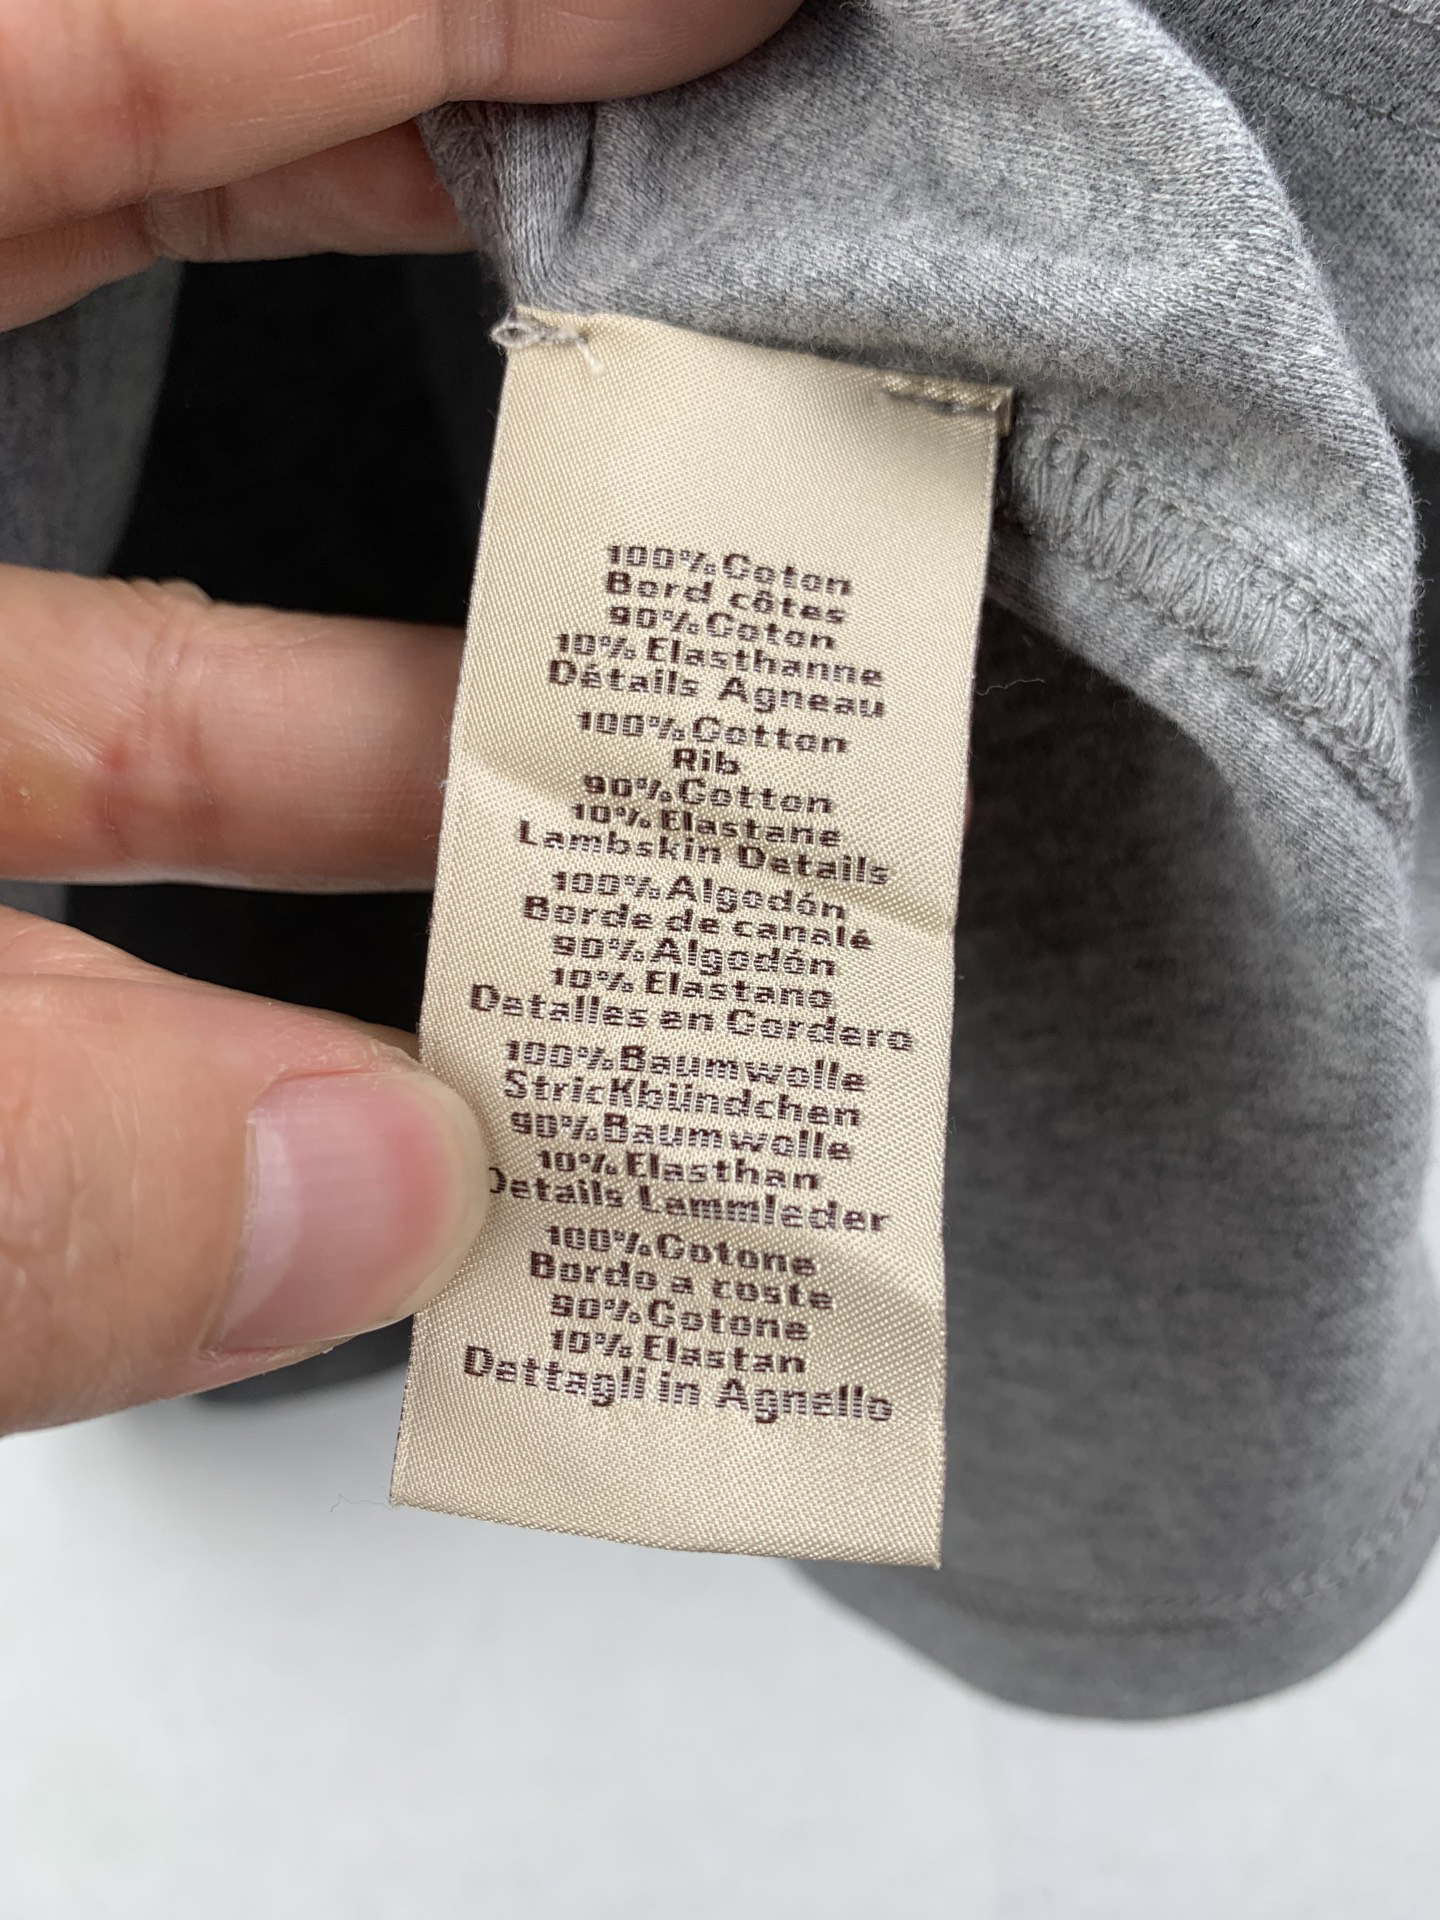 100% Coton
Bord côtes
90% Coton
10% Elasthanne
Détails Agneau
100% Cotton
Rib
90% Cotton
10% Elastane
Lambskin Details
100% Algodón
Borde de canalé
90% Algodón
10% Elastano
Detalles en Cordero
100% Baumwolle
StricKbündchen
90% Baumwolle
10% Elasthan
Details Lammleder
100% Cotone
Bordo a coste
90% Cotone
10% Elastan
Dettagli in Agnello